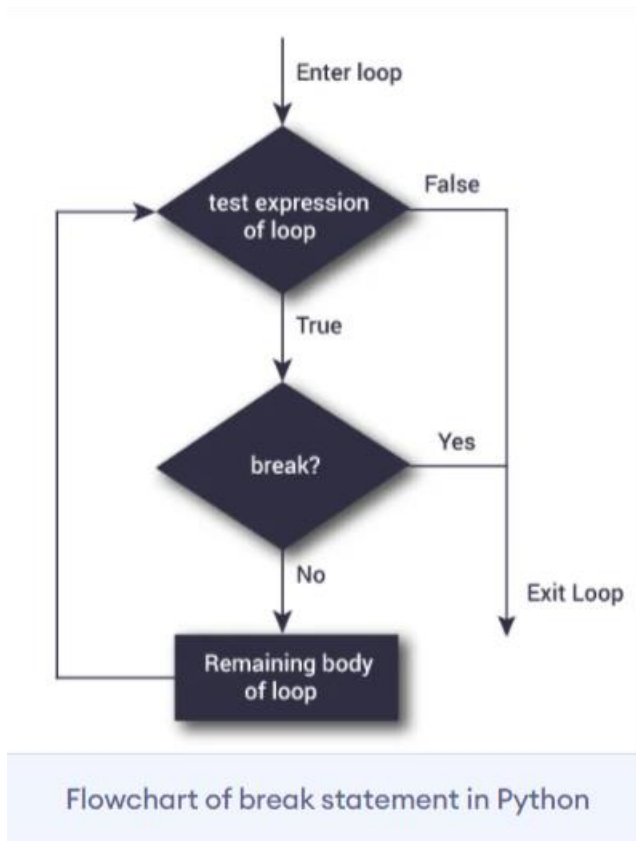 Enter loop
test expression
of loop
False
True
break?
Yes
No
Exit Loop
Remaining body
of loop
Flowchart of break statement in Python